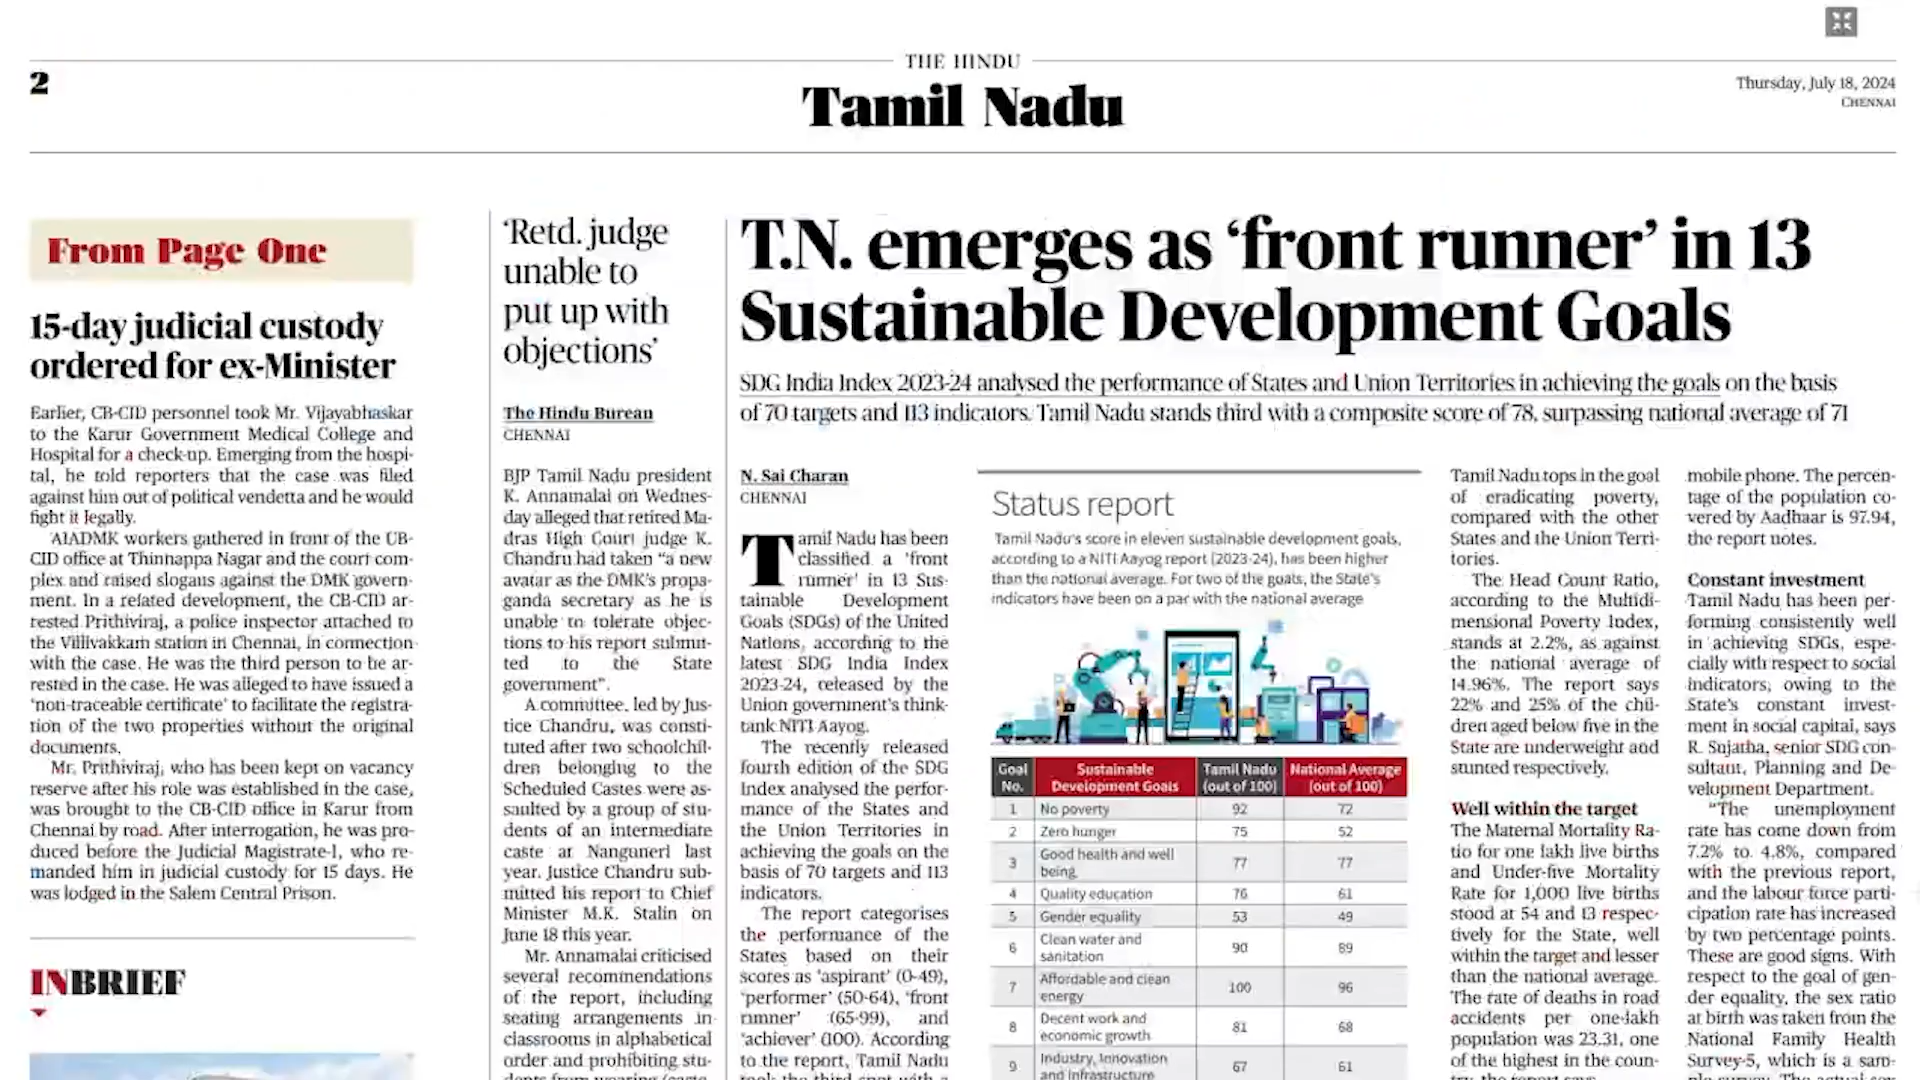 THE HINDU
2
Tamil Nadu
Thursday, July 18, 2024
CHENNAI
From Page One
15-day judicial custody
ordered for ex-Minister
Earlier, CB-CID personnel took Mr. Vijayabhaskar
to the Karur Government Medical College and
Hospital for a check-up. Emerging from the hospi-
tal, he told reporters that the case was filed
against him out of political vendetta and he would
fight it legally.
AIADMK workers gathered in front of the CB-
CID office at Thinnappa Nagar and the court com-
plex and raised slogans against the DMK govern-
ment. In a related development, the CB-CID ar-
rested Prithiviraj, a police inspector attached to
the Villivakkam station in Chennai, in connection
with the case. He was the third person to be ar-
rested in the case. He was alleged to have issued a
'non-traceable certificate' to facilitate the registra-
tion of the two properties without the original
documents.
Mr. Prithiviraj, who has been kept on vacancy
reserve after his role was established in the case,
was brought to the CB-CID office in Karur from
Chennai by road. After interrogation, he was pro-
duced before the Judicial Magistrate-I, who re-
manded him in judicial custody for 15 days. He
was lodged in the Salem Central Prison.
INBRIEF
'Retd. judge
unable to
put up with
objections'
The Hindu Bureau
CHENNAI
BJP Tamil Nadu president
K. Annamalai on Wednes-
day alleged that retired Ma-
dras High Court judge K.
Chandru had taken "a new
avatar as the DMK's propa-
ganda secretary as he is
unable to tolerate objec-
tions to his report submit-
ted to the State
government".
A committee, led by Jus-
tice Chandru, was consti-
tuted after two schoolchil-
dren belonging to the
Scheduled Castes were as-
saulted by a group of stu-
dents of an intermediate
caste at Nanguneri last
year. Justice Chandru sub-
mitted his report to Chief
Minister M.K. Stalin on
June 18 this year.
Mr. Annamalai criticised
several recommendations
of the report, including
seating arrangements in
classrooms in alphabetical
order and prohibiting stu-
dents from wearing (caste-
T.N. emerges as 'front runner' in 13
Sustainable Development Goals
SDG India Index 2023-24 analysed the performance of States and Union Territories in achieving the goals on the basis
of 70 targets and 113 indicators. Tamil Nadu stands third with a composite score of 78, surpassing national average of 71
N. Sai Charan
CHENNAI
Tamil Nadu has been
classified a 'front
runner' in 13 Sus-
tainable Development
Goals (SDGs) of the United
Nations, according to the
latest SDG India Index
2023-24, released by the
Union government's think-
tank NITI Aayog.
The recently released
fourth edition of the SDG
Index analysed the perfor-
mance of the States and
the Union Territories in
achieving the goals on the
basis of 70 targets and 113
indicators.
The report categorises
the performance of the
States based on their
scores as 'aspirant' (0-49),
'performer' (50-64), 'front
runner' (65-99), and
'achiever' (100). According
to the report, Tamil Nadu
took the third spot with a
Status report
Tamil Nadu's score in eleven sustainable development goals,
according to a NITI Aayog report (2023-24), has been higher
than the national average. For two of the goals, the State's
indicators have been on a par with the national average
Goal No. Sustainable Development Goals Tamil Nadu (out of 100) National Average (out of 100)
1 No poverty 92 72
2 Zero hunger 75 52
3 Good health and well being 77 77
4 Quality education 76 61
5 Gender equality 53 49
6 Clean water and sanitation 90 89
7 Affordable and clean energy 100 96
8 Decent work and economic growth 81 68
9 Industry, Innovation and Infrastructure 67 61
Tamil Nadu tops in the goal
of eradicating poverty,
compared with the other
States and the Union Terri-
tories.
The Head Count Ratio,
according to the Multidi-
mensional Poverty Index,
stands at 2.2%, as against
the national average of
14.96%. The report says
22% and 25% of the chil-
dren aged below five in the
State are underweight and
stunted respectively.
Well within the target
The Maternal Mortality Ra-
tio for one lakh live births
and Under-five Mortality
Rate for 1,000 live births
stood at 54 and 13 respec-
tively for the State, well
within the target and lesser
than the national average.
The rate of deaths in road
accidents per one-lakh
population was 23.31, one
of the highest in the coun-
try, the report says.
mobile phone. The percen-
tage of the population co-
vered by Aadhaar is 97.94,
the report notes.
Constant investment
Tamil Nadu has been per-
forming consistently well
in achieving SDGs, espe-
cially with respect to social
indicators, owing to the
State's constant invest-
ment in social capital, says
R. Sujatha, senior SDG con-
sultant, Planning and De-
velopment Department.
"The unemployment
rate has come down from
7.2% to 4.8%, compared
with the previous report,
and the labour force parti-
cipation rate has increased
by two percentage points.
These are good signs. With
respect to the goal of gen-
der equality, the sex ratio
at birth was taken from the
National Family Health
Survey-5, which is a sam-
ple survey. The actual